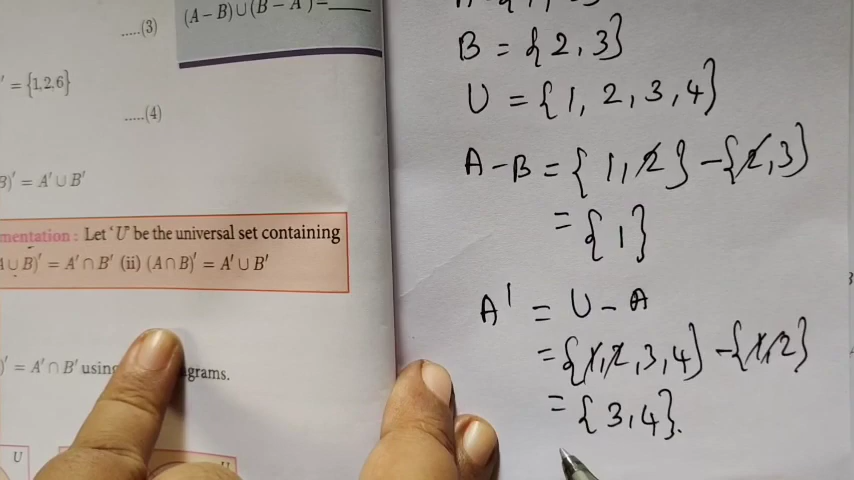 .....(3)
(A – B) ∪ (B – A ) = ____
' = {1,2,6}
.....(4)
B)' = A' ∪ B'
mentation : Let 'U' be the universal set containing
A ∪ B)' = A' ∩ B' (ii) (A ∩ B)' = A' ∪ B'
)' = A' ∩ B' using grams.
U
U
B = {2, 3}
U = {1, 2, 3, 4}
A – B = {1, 2} – {2, 3}
= {1}
A' = U – A
= {1, 2, 3, 4} – {1, 2}
= {3, 4}.